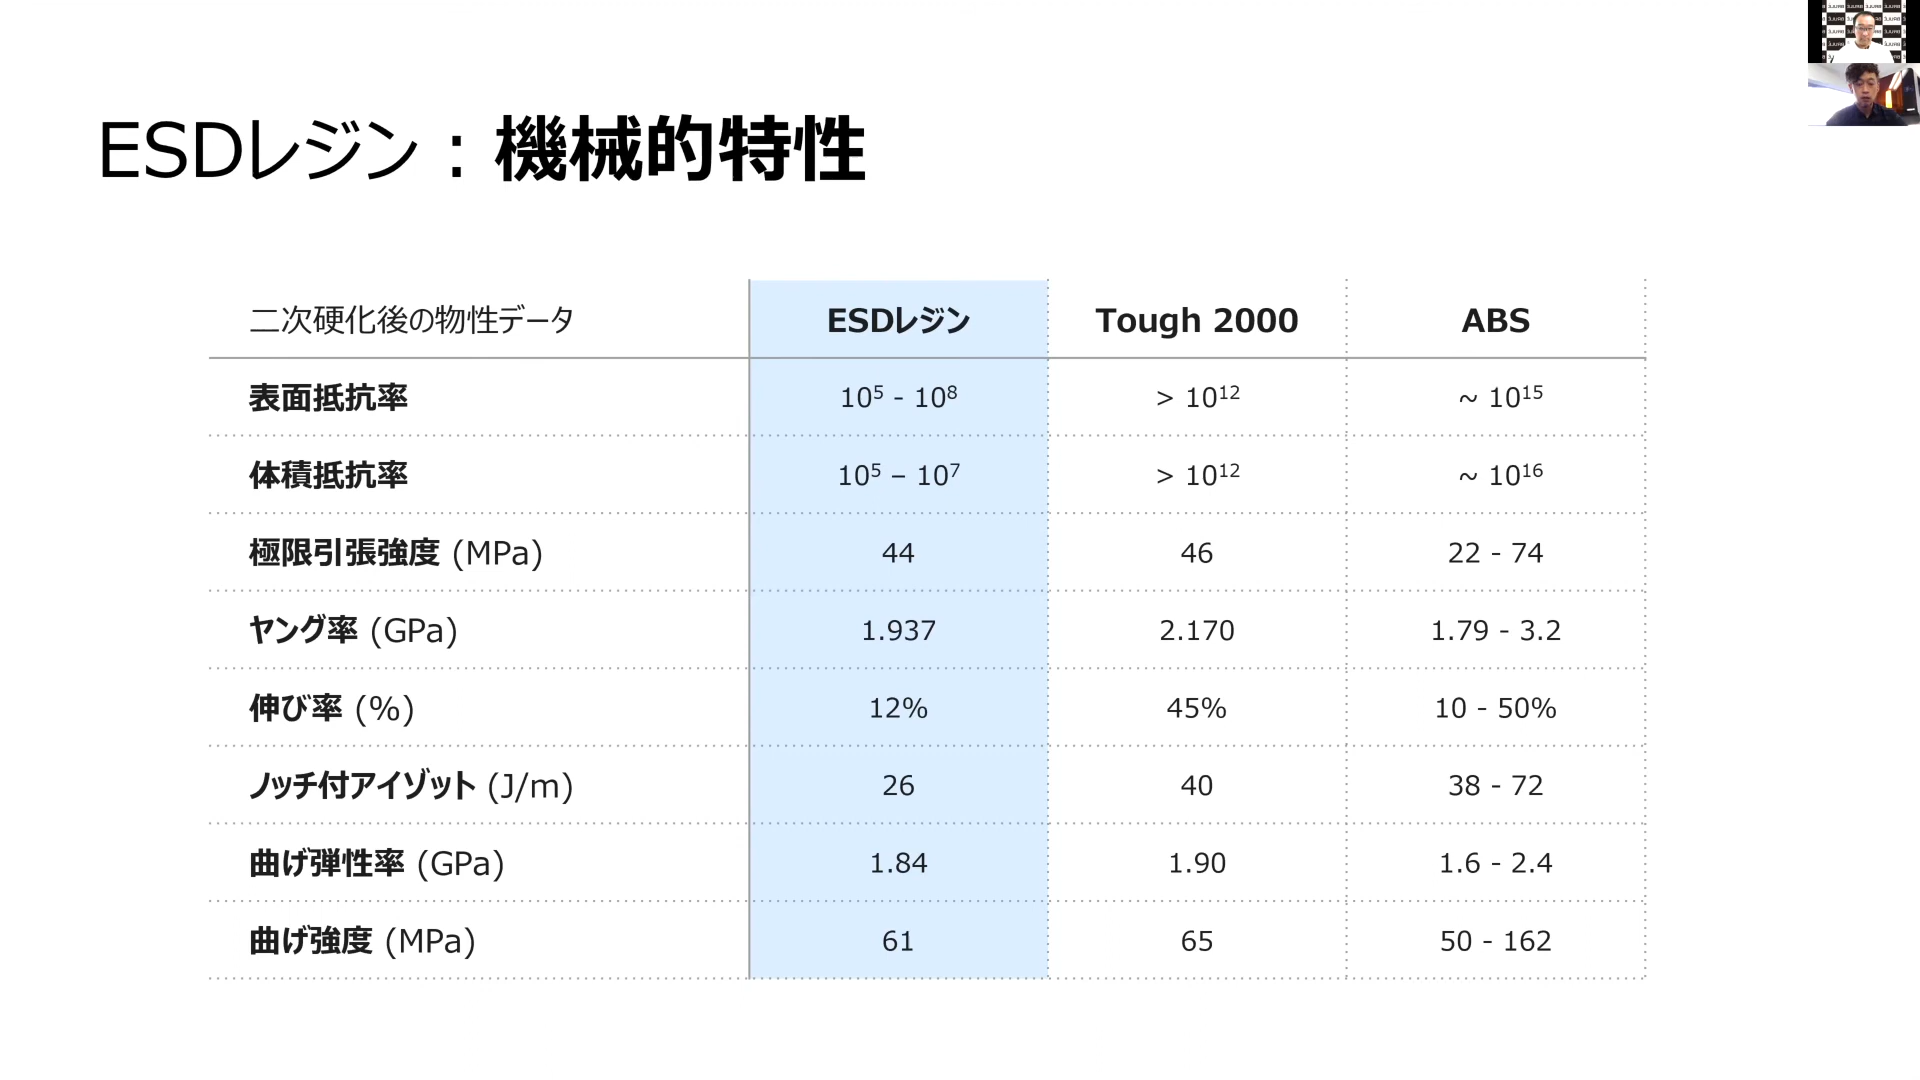 ESDレジン：機械的特性
二次硬化後の物性データ ESDレジン Tough 2000 ABS
表面抵抗率 10⁵ - 10⁸ > 10¹² ~ 10¹⁵
体積抵抗率 10⁵ – 10⁷ > 10¹² ~ 10¹⁶
極限引張強度 (MPa) 44 46 22 - 74
ヤング率 (GPa) 1.937 2.170 1.79 - 3.2
伸び率 (%) 12% 45% 10 - 50%
ノッチ付アイゾット (J/m) 26 40 38 - 72
曲げ弾性率 (GPa) 1.84 1.90 1.6 - 2.4
曲げ強度 (MPa) 61 65 50 - 162